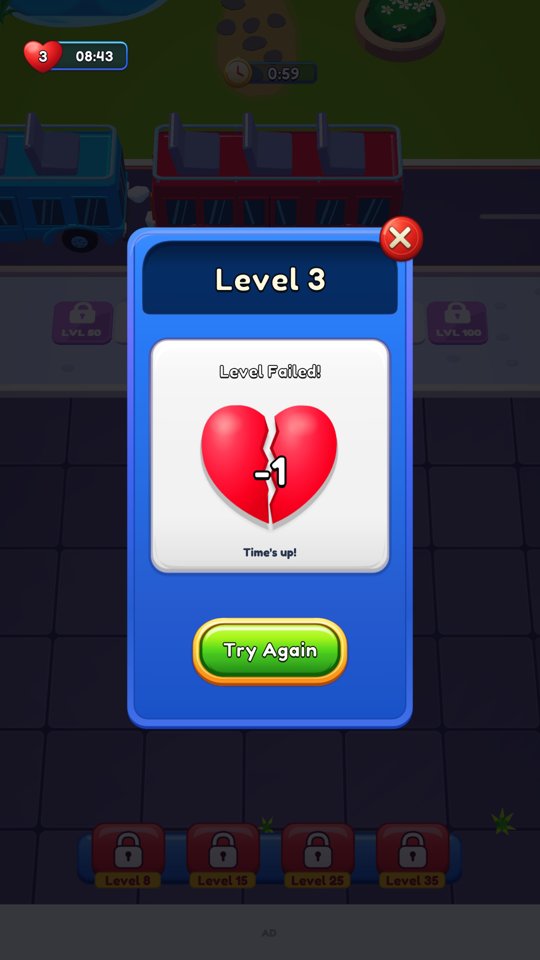 3
08:43
0:59
Level 3
LVL 50
LVL 100
Level Failed!
-1
Time's up!
Try Again
Level 8
Level 15
Level 25
Level 35
AD